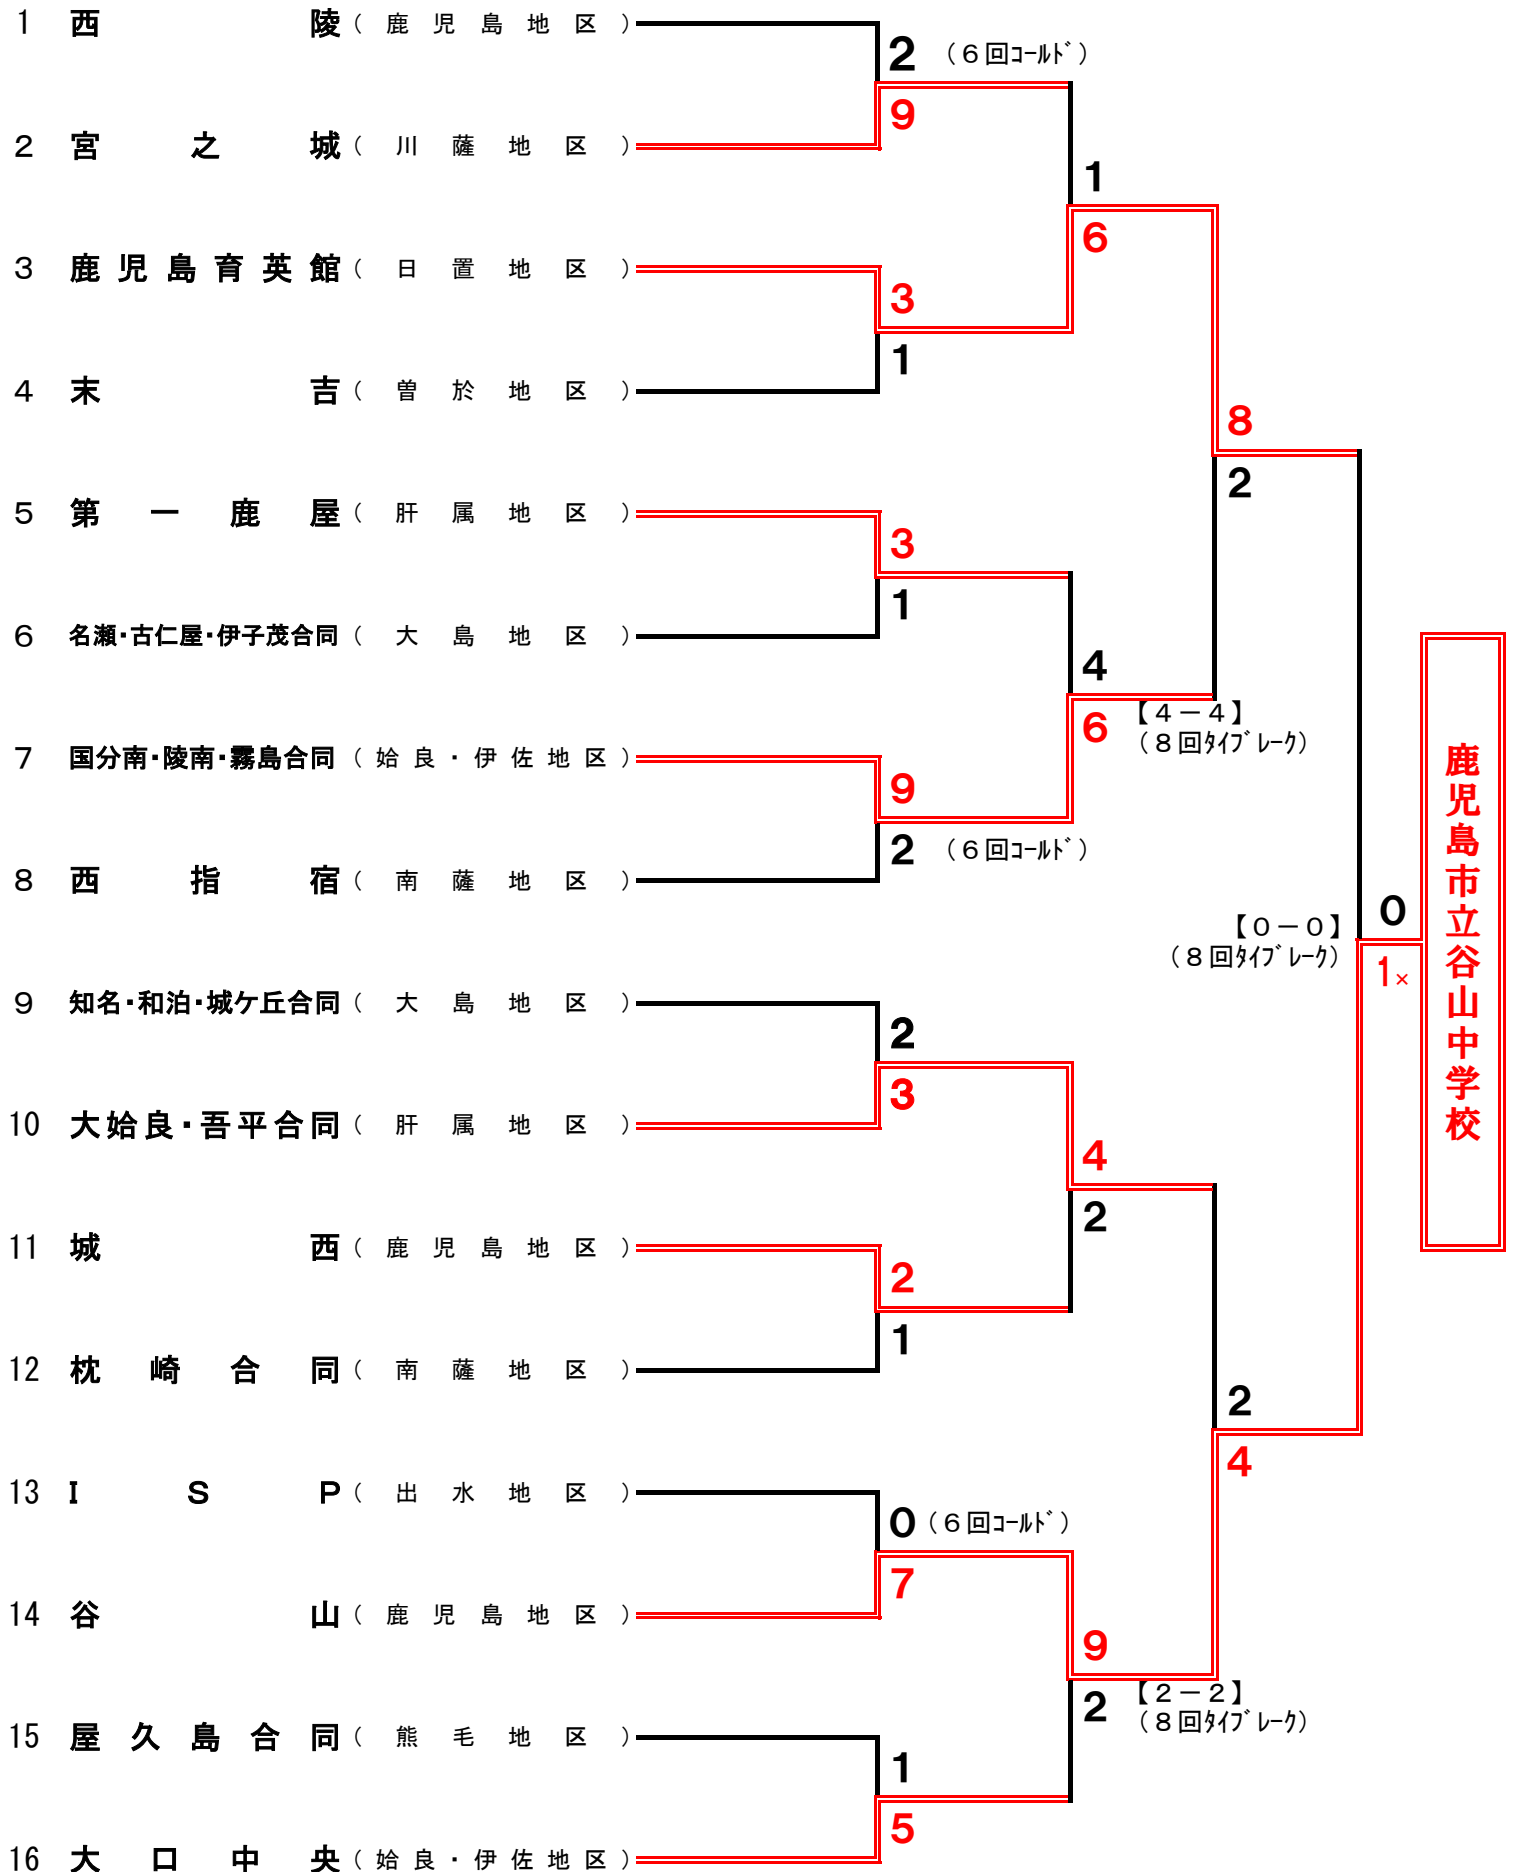 1 西陵（鹿児島地区）
2 （６回ｺｰﾙﾄﾞ）
9
2 宮之城（川薩地区）
1
6
3 鹿児島育英館（日置地区）
3
1
4 末吉（曽於地区）
8
2
5 第一鹿屋（肝属地区）
3
1
6 名瀬・古仁屋・伊子茂合同（大島地区）
4
6 【４－４】
（８回ﾀｲﾌﾞﾚｰｸ）
7 国分南・陵南・霧島合同（姶良・伊佐地区）
9
2 （６回ｺｰﾙﾄﾞ）
8 西指宿（南薩地区）
0
【０－０】
（８回ﾀｲﾌﾞﾚｰｸ）
1×
鹿児島市立谷山中学校
9 知名・和泊・城ケ丘合同（大島地区）
2
3
10 大姶良・吾平合同（肝属地区）
4
2
11 城西（鹿児島地区）
2
1
12 枕崎合同（南薩地区）
2
4
13 ＩＳＰ（出水地区）
0 （６回ｺｰﾙﾄﾞ）
7
14 谷山（鹿児島地区）
9
2 【２－２】
（８回ﾀｲﾌﾞﾚｰｸ）
15 屋久島合同（熊毛地区）
1
5
16 大口中央（姶良・伊佐地区）